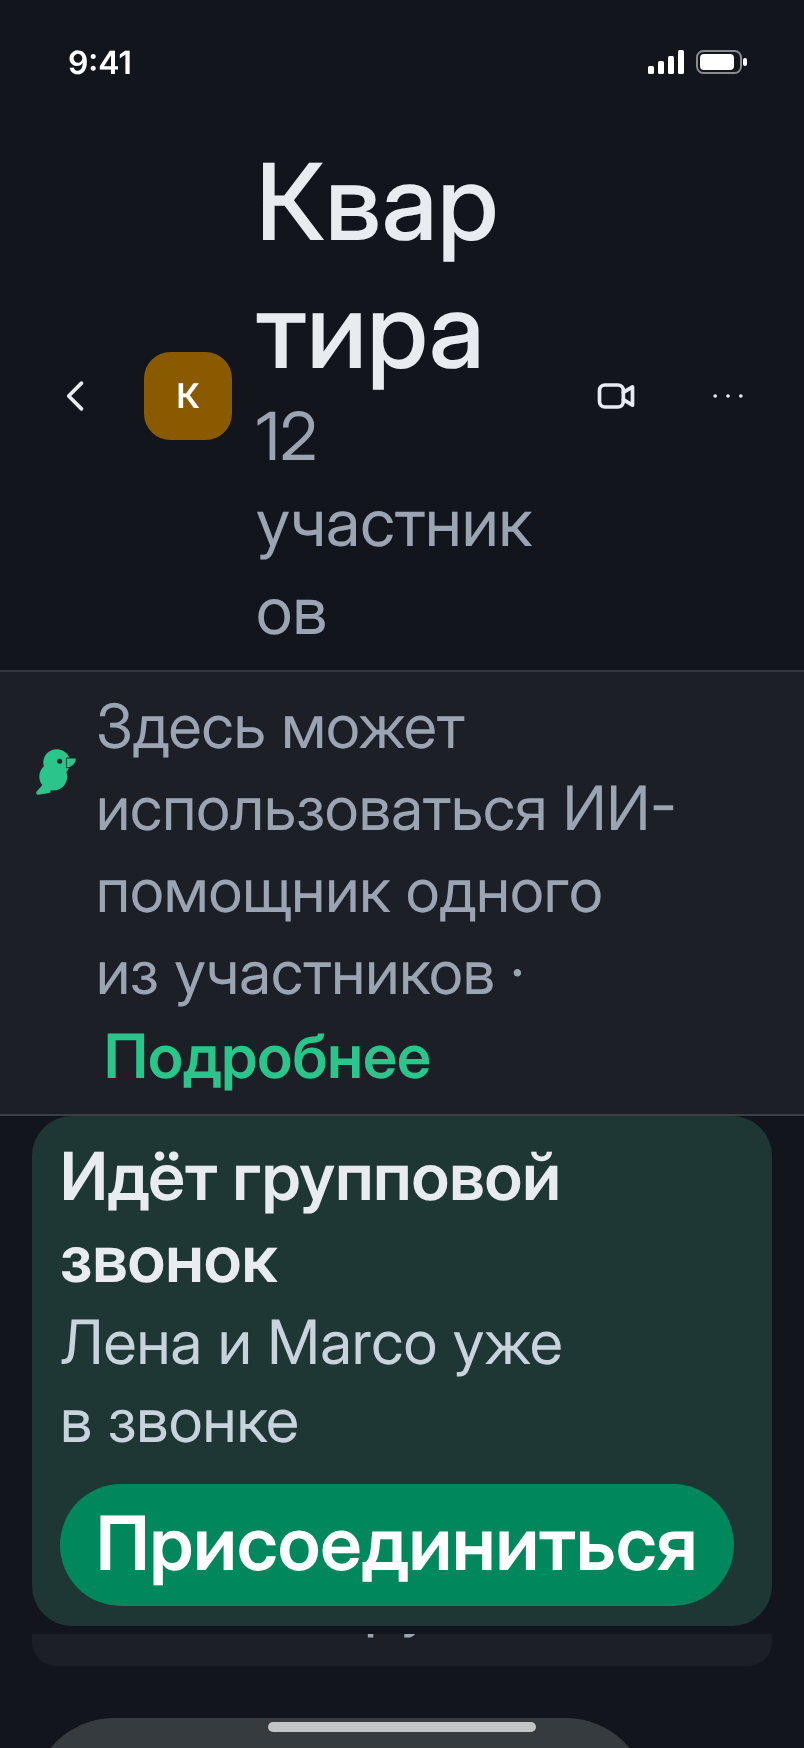 9:41
Квар
тира
К
12
участник
ов
Здесь может
использоваться ИИ-
помощник одного
из участников ·
Подробнее
Идёт групповой
звонок
Лена и Marco уже
в звонке
Присоединиться